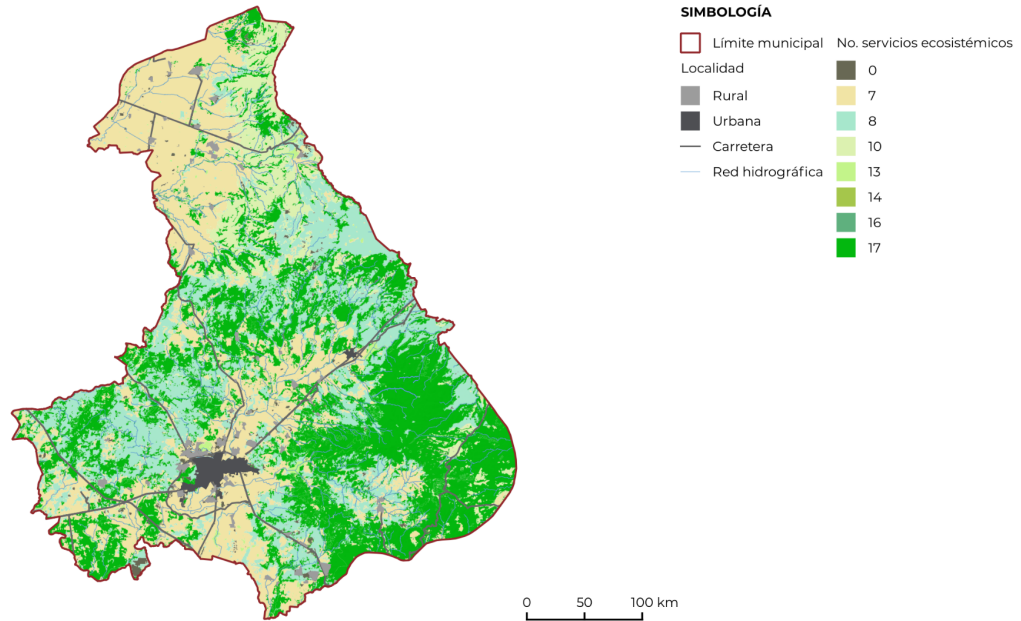 SIMBOLOGÍA
Límite municipal
Localidad
Rural
Urbana
Carretera
Red hidrográfica
No. servicios ecosistémicos
0
7
8
10
13
14
16
17
0 50 100 km